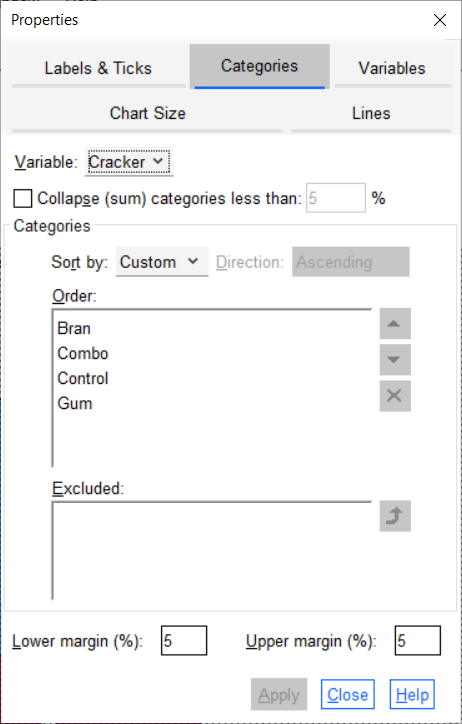 Properties
Labels & Ticks Categories Variables
Chart Size Lines
Variable: Cracker
Collapse (sum) categories less than: 5 %
Categories
Sort by: Custom Direction: Ascending
Order:
Bran
Combo
Control
Gum
Excluded:
Lower margin (%): 5 Upper margin (%): 5
Apply Close Help